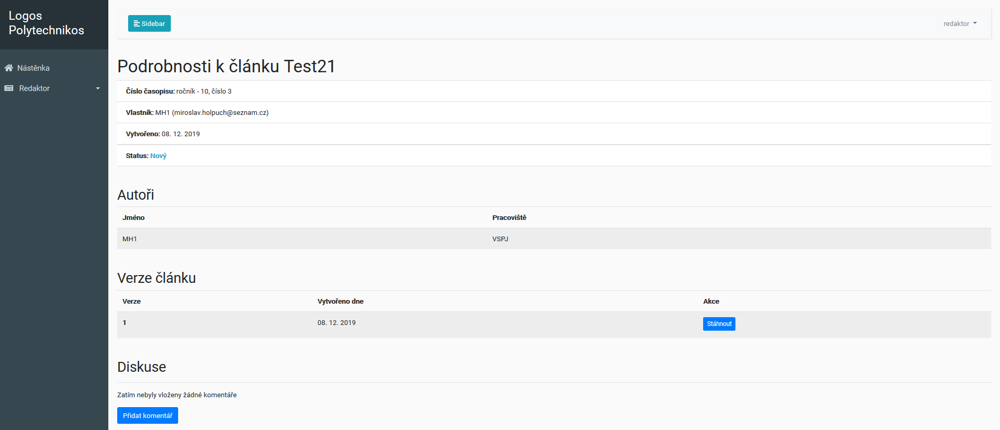 Logos
Polytechnikos
Nástěnka
Redaktor
Sidebar
redaktor
Podrobnosti k článku Test21
Číslo časopisu: ročník - 10, číslo 3
Vlastník: MH1 (miroslav.holpuch@seznam.cz)
Vytvořeno: 08. 12. 2019
Status: Nový
Autoři
Jméno Pracoviště
MH1 VSPJ
Verze článku
Verze Vytvořeno dne Akce
1 08. 12. 2019 Stáhnout
Diskuse
Zatím nebyly vloženy žádné komentáře
Přidat komentář